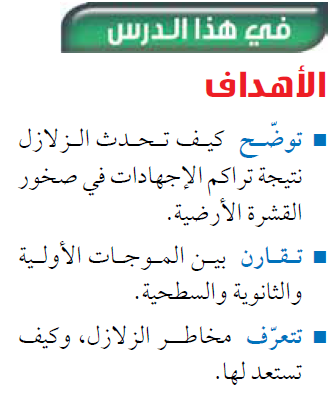 في هذا الدرس
الأهداف
توضّح كيف تحدث الزلازل
نتيجة تراكم الإجهادات في صخور
القشرة الأرضية.
تقارن بين الموجات الأولية
والثانوية والسطحية.
تتعرّف مخاطر الزلازل، وكيف
تستعد لها.